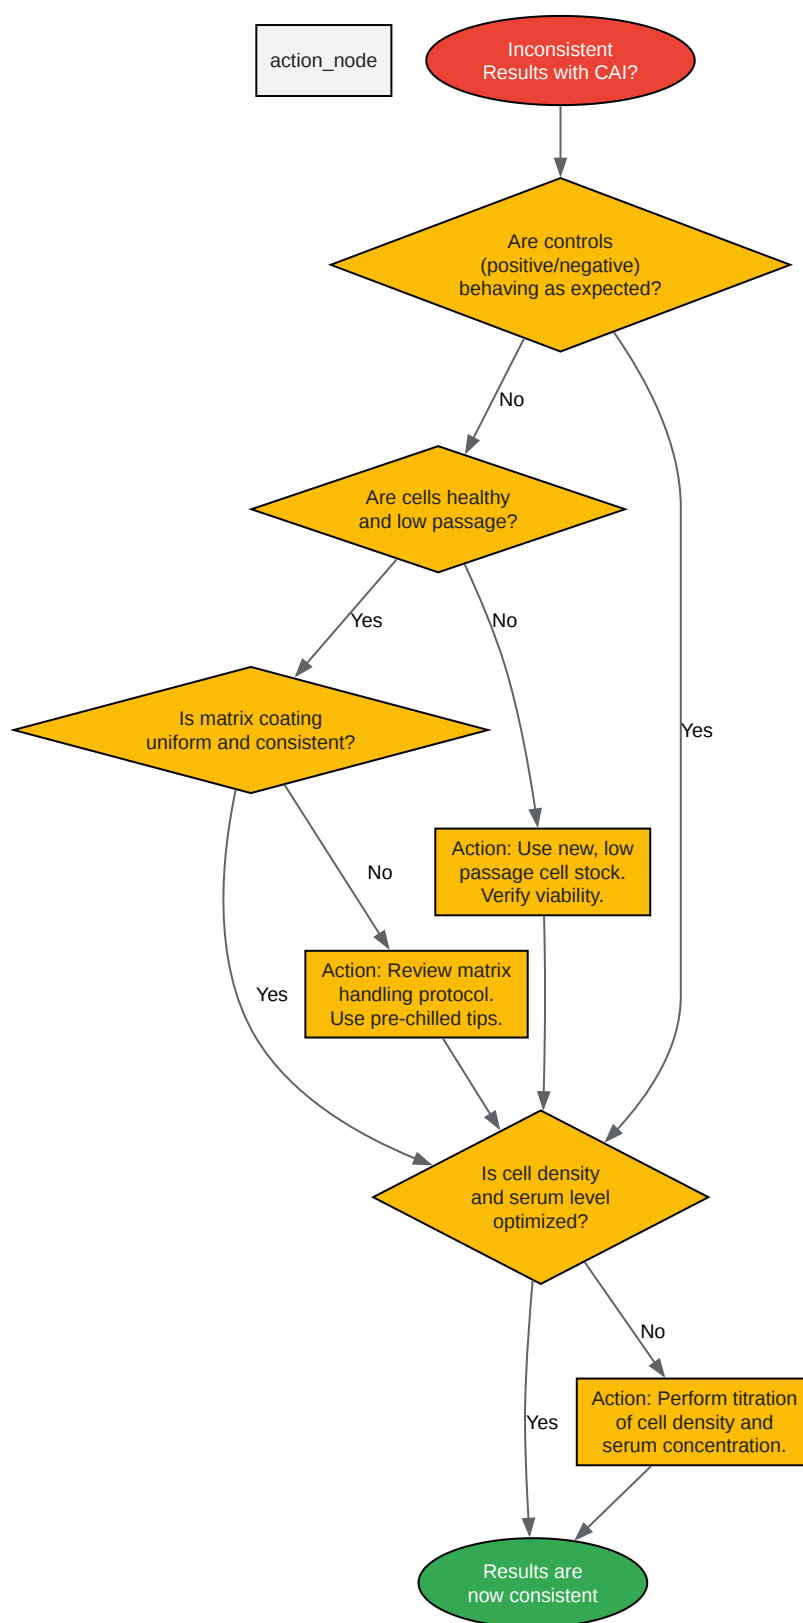 action_node
Inconsistent
Results with CAI?
Are controls
(positive/negative)
behaving as expected?
No
Are cells healthy
and low passage?
Yes
No
Is matrix coating
uniform and consistent?
Yes
Action: Use new, low
passage cell stock.
Verify viability.
No
Action: Review matrix
handling protocol.
Use pre-chilled tips.
Yes
Is cell density
and serum level
optimized?
No
Action: Perform titration
of cell density and
serum concentration.
Yes
Results are
now consistent